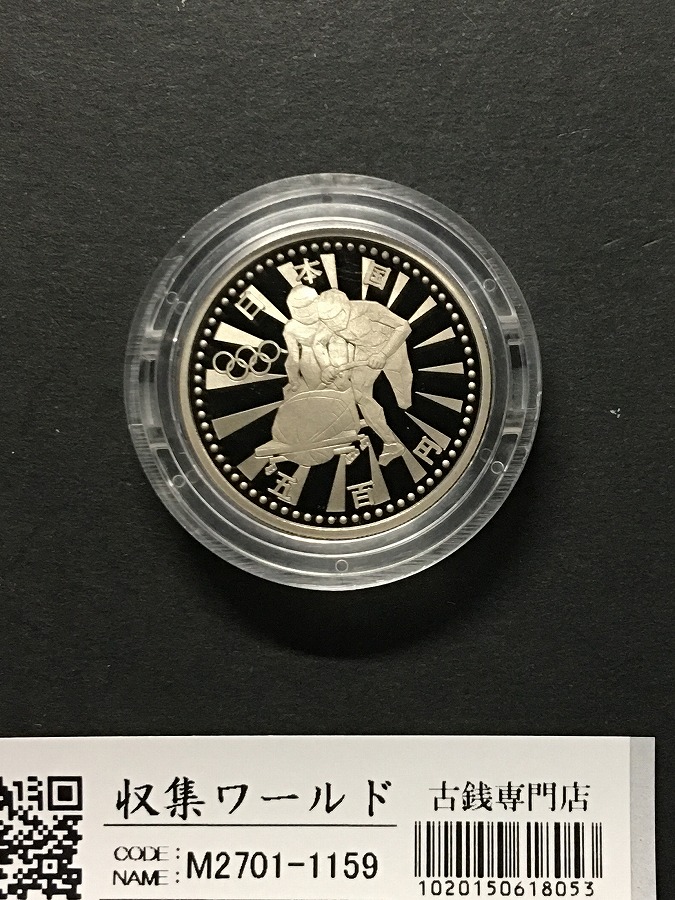 日本国
五百円
収集ワールド 古銭専門店
CODE:
NAME: M2701-1159
1020150618053